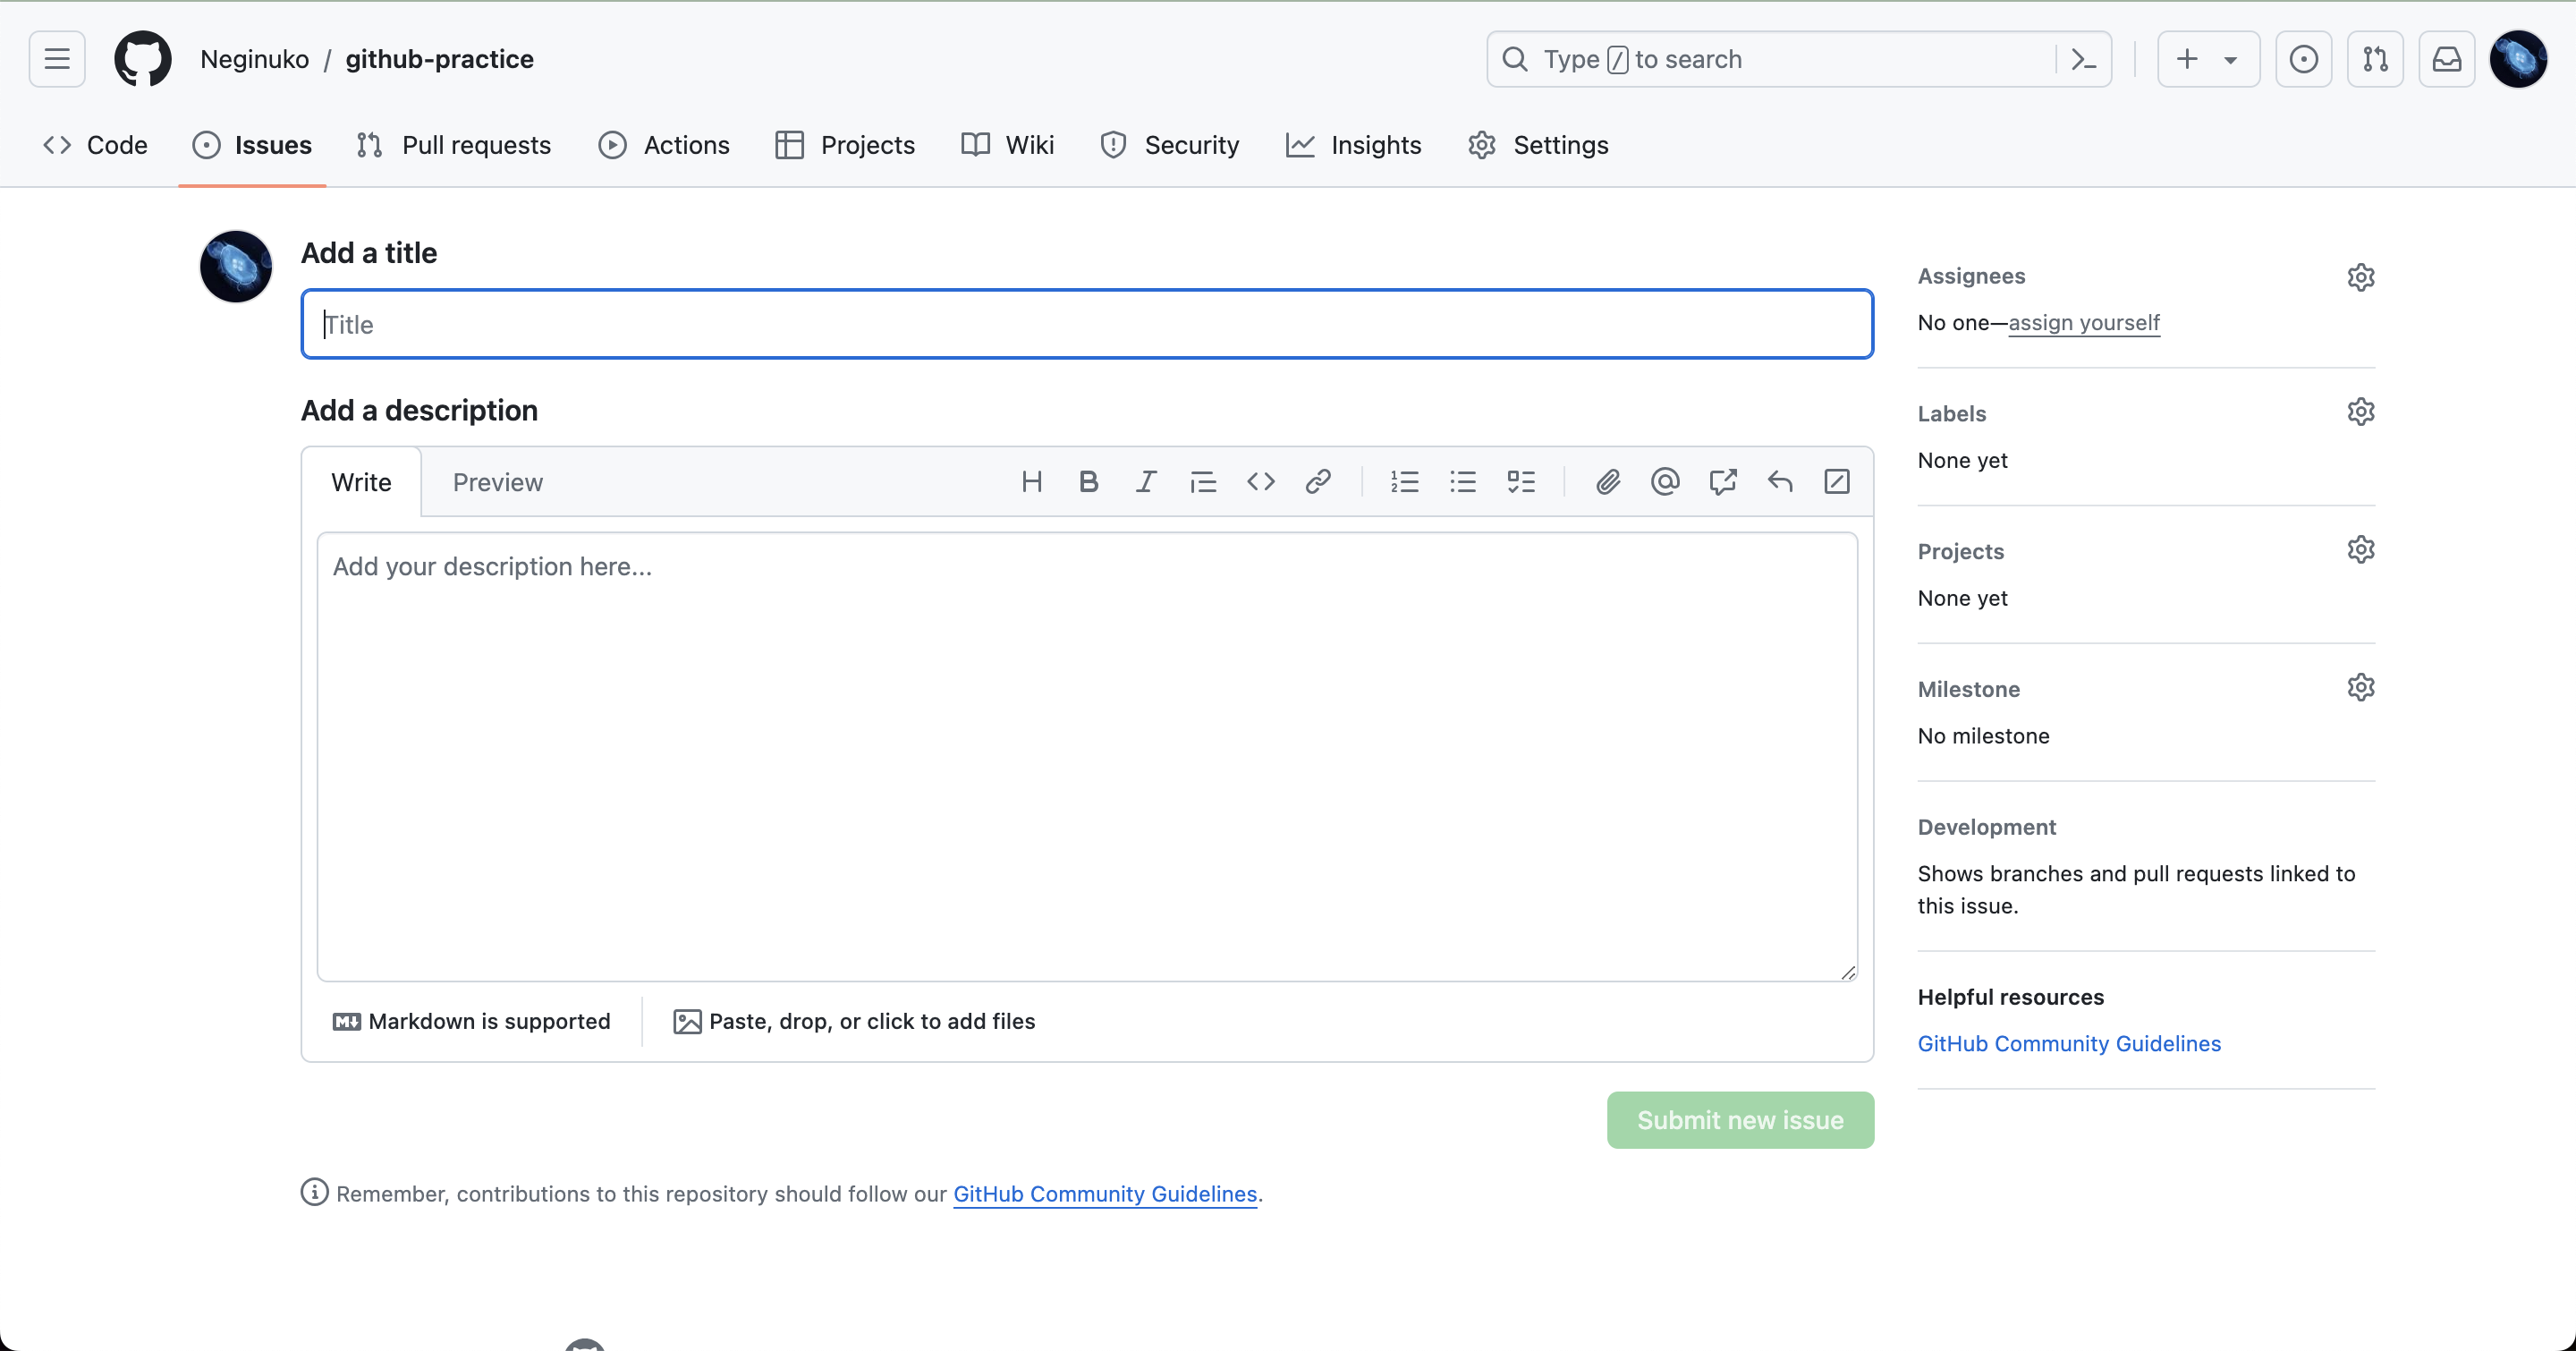 Neginuko / github-practice
Type / to search
Code
Issues
Pull requests
Actions
Projects
Wiki
Security
Insights
Settings
Add a title
Title
Add a description
Write
Preview
Add your description here...
Markdown is supported
Paste, drop, or click to add files
Submit new issue
Remember, contributions to this repository should follow our GitHub Community Guidelines.
Assignees
No one—assign yourself
Labels
None yet
Projects
None yet
Milestone
No milestone
Development
Shows branches and pull requests linked to
this issue.
Helpful resources
GitHub Community Guidelines